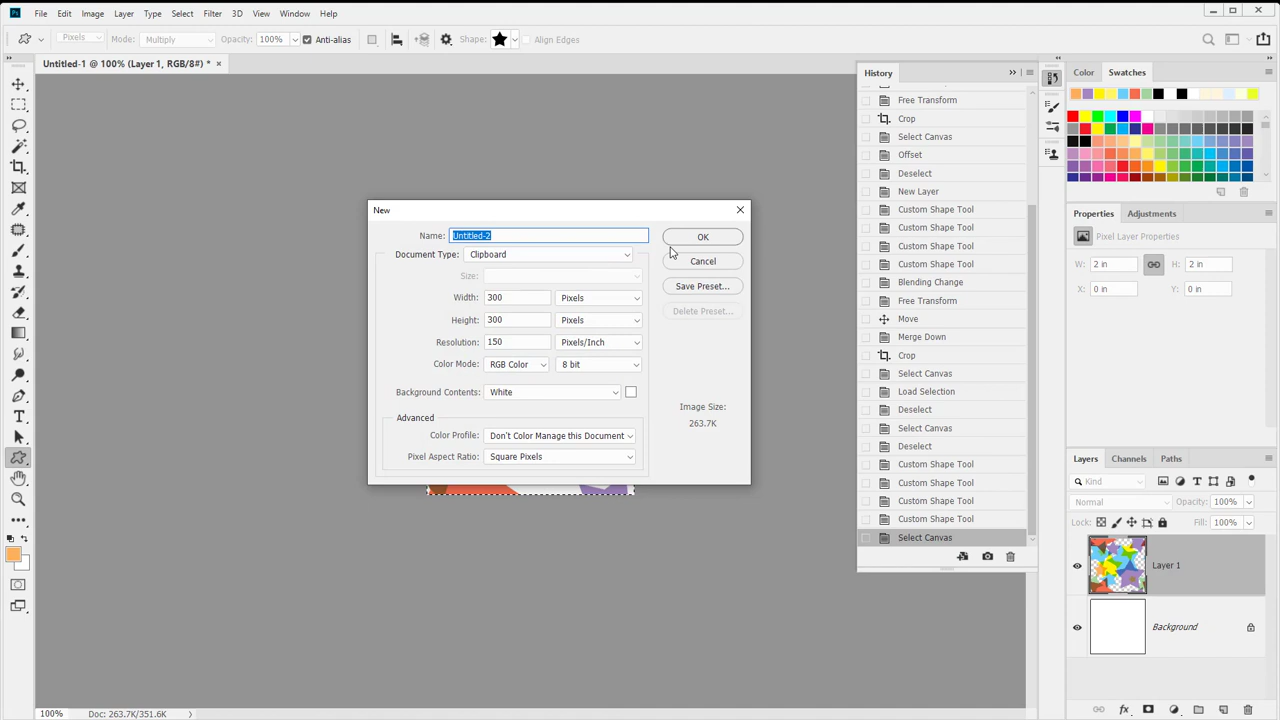 Ps File Edit Image Layer Type Select Filter 3D View Window Help
Pixels Mode: Multiply Opacity: 100% Anti-alias Shape: Align Edges
Untitled-1 @ 100% (Layer 1, RGB/8#) * ×
History
Free Transform
Crop
Select Canvas
Offset
Deselect
New Layer
Custom Shape Tool
Custom Shape Tool
Custom Shape Tool
Custom Shape Tool
Blending Change
Free Transform
Move
Merge Down
Crop
Select Canvas
Load Selection
Deselect
Select Canvas
Deselect
Custom Shape Tool
Custom Shape Tool
Custom Shape Tool
Custom Shape Tool
Select Canvas
New
Name: Untitled-2
Document Type: Clipboard
Size:
Width: 300 Pixels
Height: 300 Pixels
Resolution: 150 Pixels/Inch
Color Mode: RGB Color 8 bit
Background Contents: White
Advanced
Color Profile: Don't Color Manage this Document
Pixel Aspect Ratio: Square Pixels
OK
Cancel
Save Preset...
Delete Preset...
Image Size:
263.7K
Color Swatches
Properties Adjustments
Pixel Layer Properties
W: 2 in H: 2 in
X: 0 in Y: 0 in
Layers Channels Paths
Kind
Normal Opacity: 100%
Lock: Fill: 100%
Layer 1
Background
100% Doc: 263.7K/351.6K